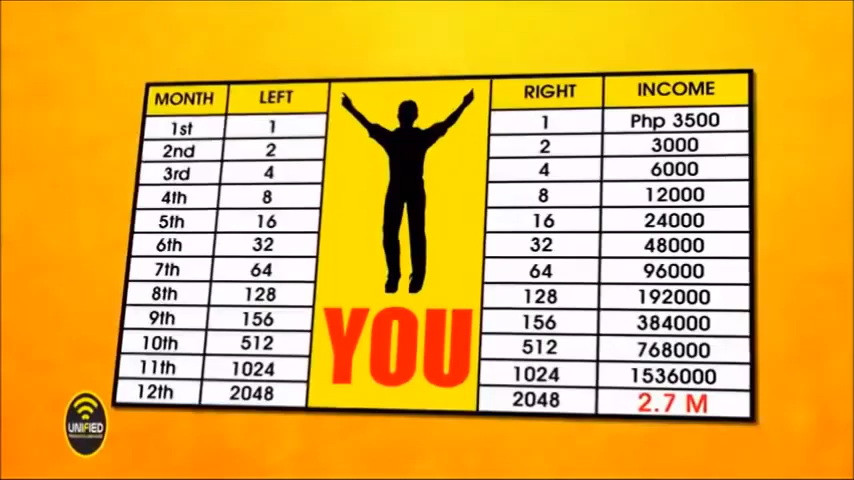 MONTH LEFT RIGHT INCOME
1st 1 1 Php 3500
2nd 2 2 3000
3rd 4 4 6000
4th 8 8 12000
5th 16 16 24000
6th 32 32 48000
7th 64 64 96000
8th 128 128 192000
9th 156 156 384000
10th 512 512 768000
11th 1024 1024 1536000
12th 2048 2048 2.7 M
YOU
UNIFIED